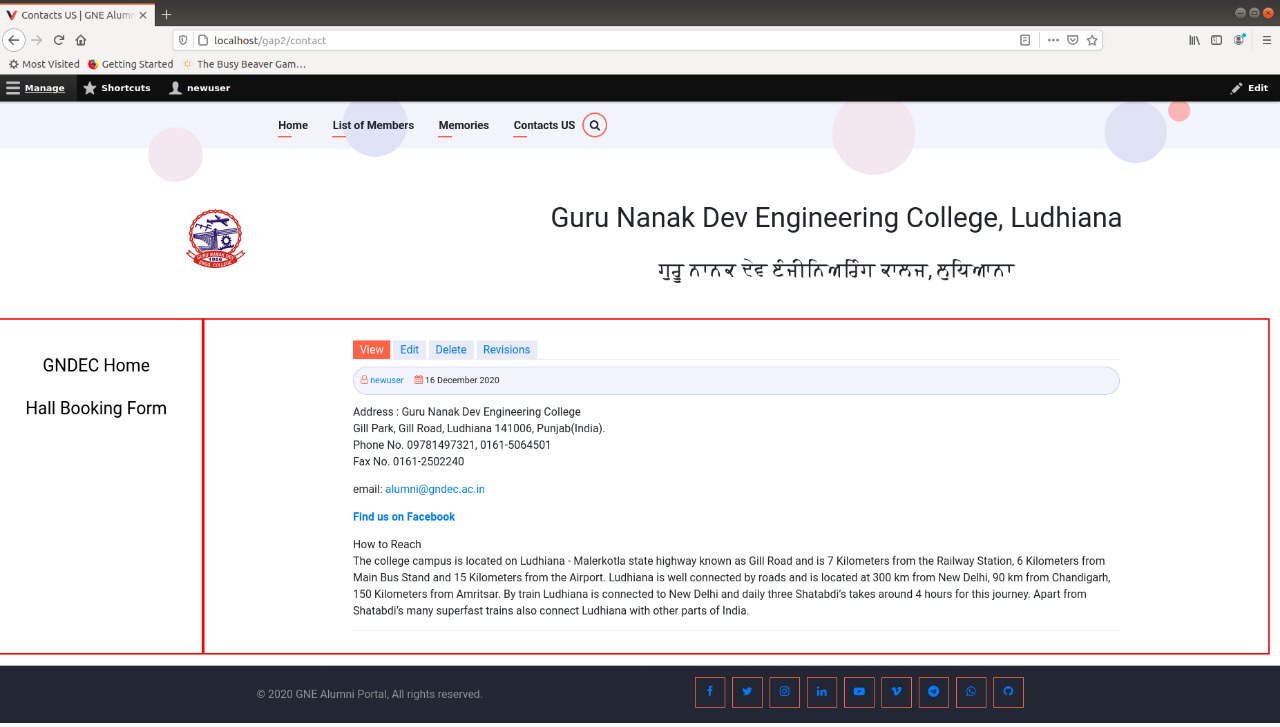 Contacts US | GNE Alumn
localhost/gap2/contact
Most Visited Getting Started The Busy Beaver Gam…
Manage Shortcuts newuser Edit
Home List of Members Memories Contacts US
Guru Nanak Dev Engineering College, Ludhiana
ਗੁਰੂ ਨਾਨਕ ਦੇਵ ਇੰਜੀਨਿਅਰਿੰਗ ਕਾਲਜ, ਲੁਧਿਆਨਾ
GURU NANAK DEV
1956
ENGG. COLLEGE
GNDEC Home
Hall Booking Form
View Edit Delete Revisions
newuser 16 December 2020
Address : Guru Nanak Dev Engineering College
Gill Park, Gill Road, Ludhiana 141006, Punjab(India).
Phone No. 09781497321, 0161-5064501
Fax No. 0161-2502240
email: alumni@gndec.ac.in
Find us on Facebook
How to Reach
The college campus is located on Ludhiana - Malerkotla state highway known as Gill Road and is 7 Kilometers from the Railway Station, 6 Kilometers from
Main Bus Stand and 15 Kilometers from the Airport. Ludhiana is well connected by roads and is located at 300 km from New Delhi, 90 km from Chandigarh,
150 Kilometers from Amritsar. By train Ludhiana is connected to New Delhi and daily three Shatabdi’s takes around 4 hours for this journey. Apart from
Shatabdi’s many superfast trains also connect Ludhiana with other parts of India.
© 2020 GNE Alumni Portal, All rights reserved.